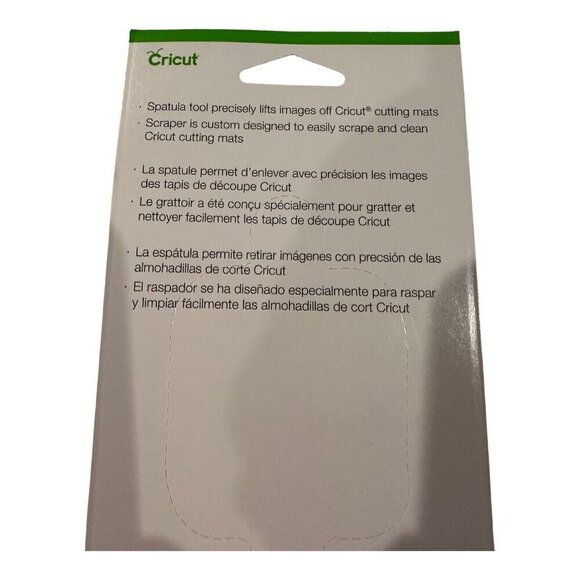 Cricut
· Spatula tool precisely lifts images off Cricut® cutting mats
· Scraper is custom designed to easily scrape and clean
Cricut cutting mats
· La spatule permet d'enlever avec précision les images
des tapis de découpe Cricut
· Le grattoir a été conçu spécialement pour gratter et
nettoyer facilement les tapis de découpe Cricut
· La espátula permite retirar imágenes con precsión de las
almohadillas de corte Cricut
· El raspador se ha diseñado especialmente para raspar
y limpiar fácilmente las almohadillas de cort Cricut